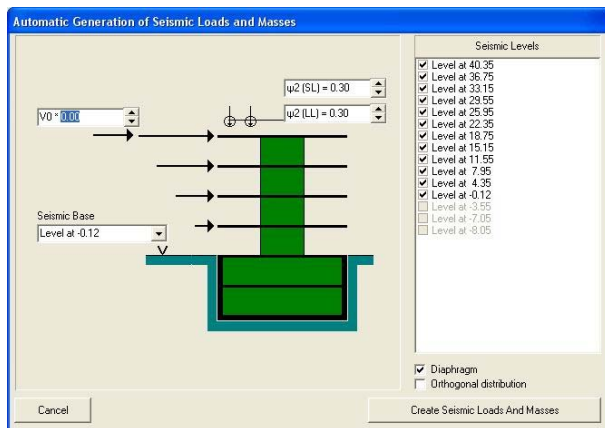 Automatic Generation of Seismic Loads and Masses
ψ2 (SL) = 0.30
ψ2 (LL) = 0.30
V0 * 0.00
Seismic Base
Level at -0.12
Seismic Levels
Level at 40.35
Level at 36.75
Level at 33.15
Level at 29.55
Level at 25.95
Level at 22.35
Level at 18.75
Level at 15.15
Level at 11.55
Level at 7.95
Level at 4.35
Level at -0.12
Level at -3.55
Level at -7.05
Level at -8.05
Diaphragm
Orthogonal distribution
Cancel
Create Seismic Loads And Masses